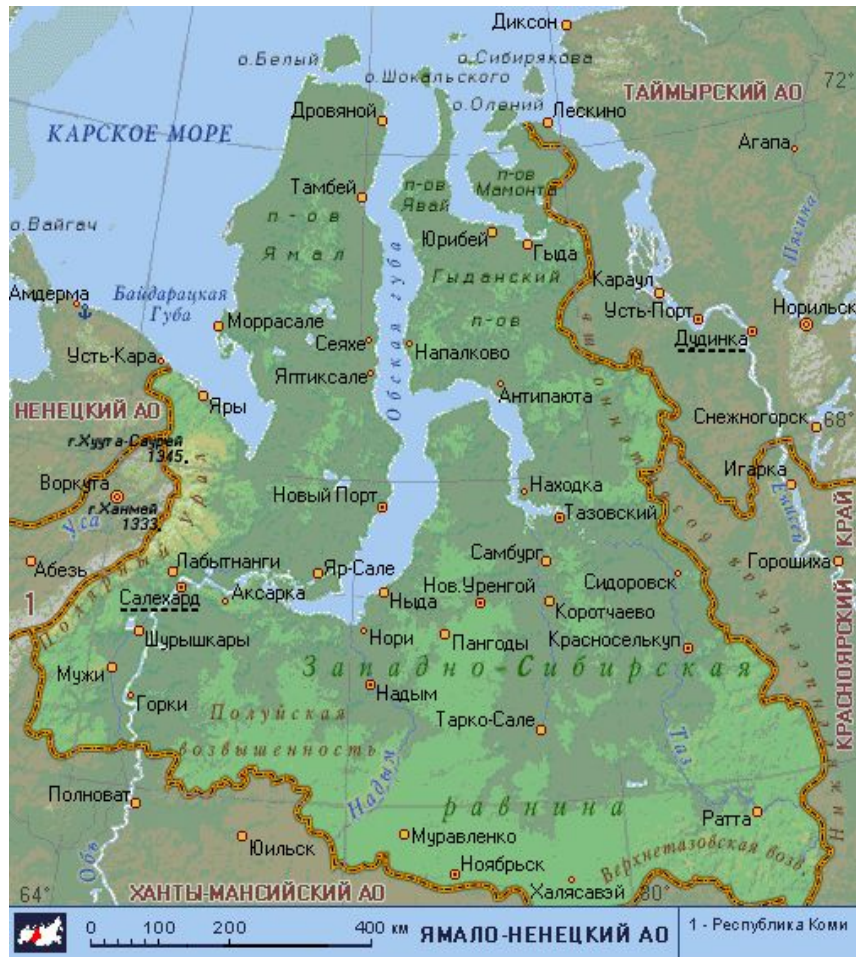 Диксон
о.Белый
о.Сибирякова
о.Шокальского
72°
ТАЙМЫРСКИЙ АО
о.Олений
Дровяной
Лескино
КАРСКОЕ МОРЕ
Агапа
п-ов
Мамонта
Тамбей
п-ов
Явай
п-ов
Ямал
о.Вайгач
Пясина
Юрибей
Гыда
Гыданский
п-ов
Караул
Амдерма
Байдарацкая
Губа
Усть-Порт
Норильск
Моррасале
Дудинка
Сеяхе
Напалково
Обская губа
Усть-Кара
Яптиксале
Антипаюта
Яры
НЕНЕЦКИЙ АО
Снежногорск
68°
г.Хуута-Саурей
1345.
Игарка
Воркута
Находка
г.Ханмей
1333.
Новый Порт
Тазовский
Уса
Енисей
КРАСНОЯРСКИЙ КРАЙ
Самбург
Абезь
Лабытнанги
Яр-Сале
Сидоровск
Горошиха
Нов.Уренгой
1
Салехард
Аксарка
Ныда
Коротчаево
Полярный Урал
Шурышкары
Нори
Пангоды
Красноселькуп
Западно-Сибирская
Мужи
Надым
Горки
Полуйская
возвышенность
Тарко-Сале
Таз
Надым
Полноват
равнина
Ратта
Муравленко
Юильск
Обь
Верхнетазовская возв.
Ноябрьск
Халясавэй
64°
ХАНТЫ-МАНСИЙСКИЙ АО
80°
0 100 200 400 км
ЯМАЛО-НЕНЕЦКИЙ АО
1 - Республика Коми